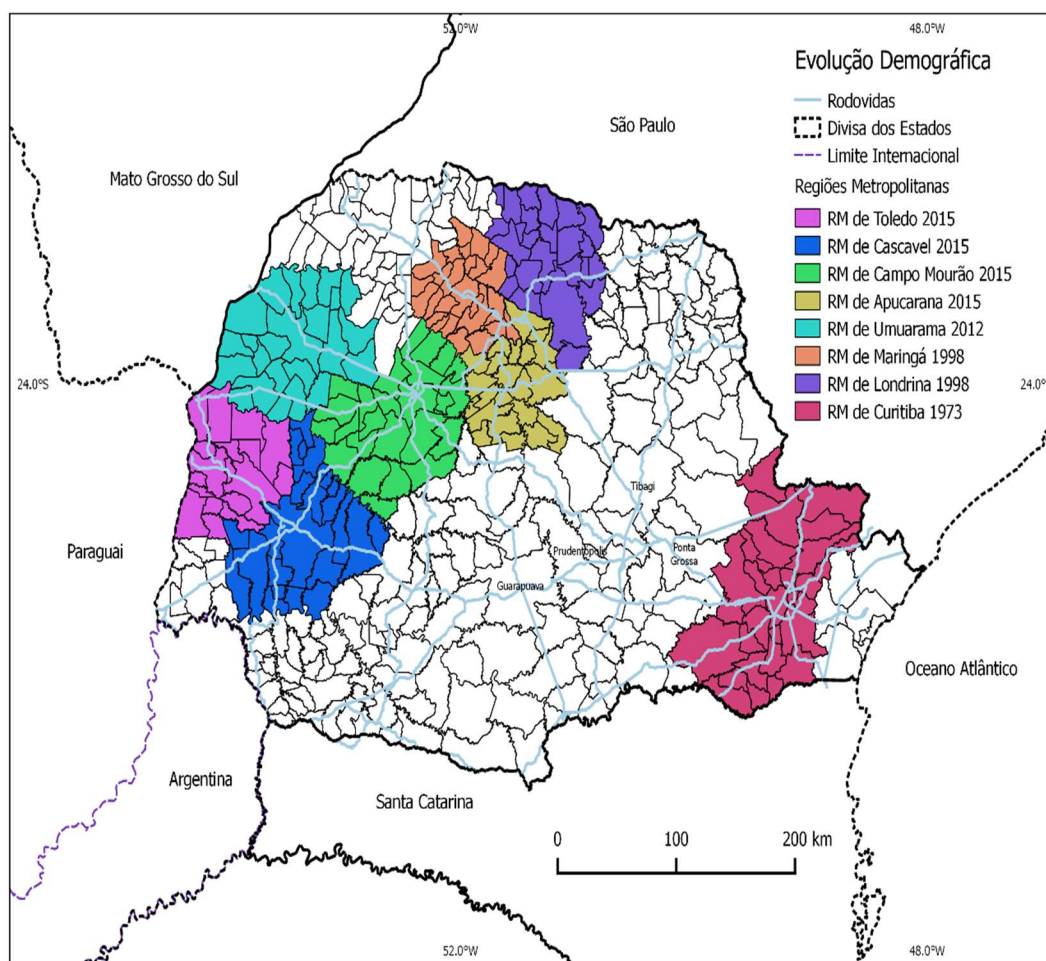 52.0°W
48.0°W
Evolução Demográfica
Rodovidas
Divisa dos Estados
Limite Internacional
Regiões Metropolitanas
RM de Toledo 2015
RM de Cascavel 2015
RM de Campo Mourão 2015
RM de Apucarana 2015
RM de Umuarama 2012
RM de Maringá 1998
RM de Londrina 1998
RM de Curitiba 1973
São Paulo
Mato Grosso do Sul
24.0°S
24.0°
Tibagi
Paraguai
Prudentópolis
Ponta
Grossa
Guarapuava
Oceano Atlântico
Argentina
Santa Catarina
0
100
200 km
52.0°W
48.0°W